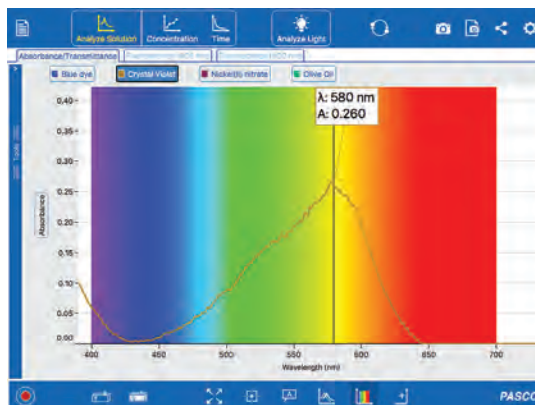 Analyze Solution Concentration Time Analyze Light
Absorbance/Transmittance
Blue dye Crystal Violet Nickel(II) nitrate Olive Oil
Tools
λ: 580 nm
A: 0.260
0.40
0.35
0.30
0.25
0.20
0.15
0.10
0.05
0.00
Absorbance
400 450 500 550 600 650 700
Wavelength (nm)
PASCO